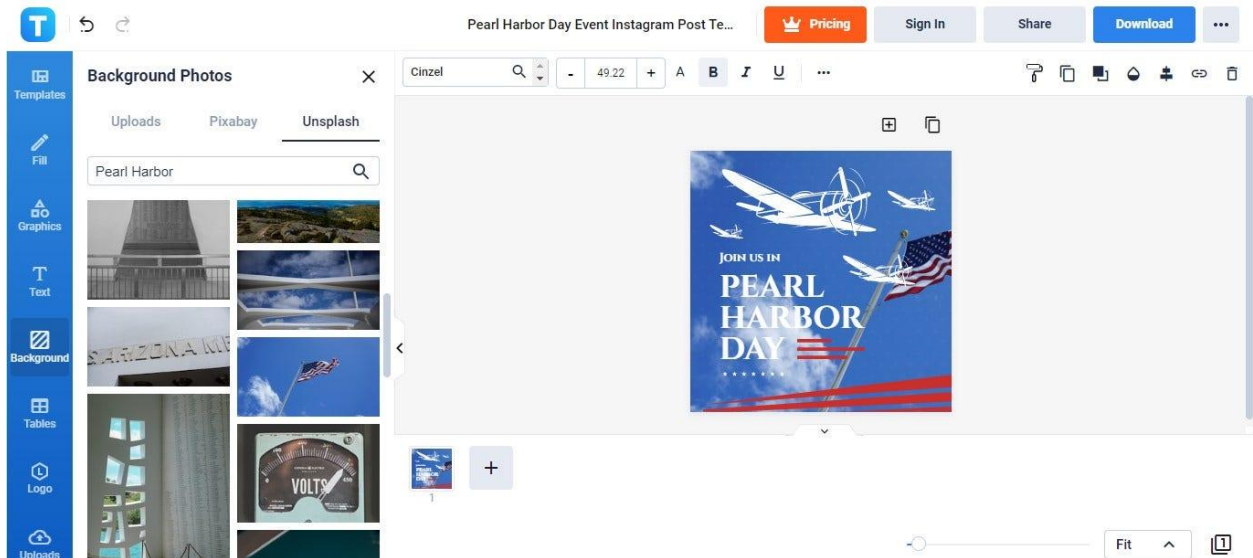 T
Pearl Harbor Day Event Instagram Post Te...
Pricing
Sign In
Share
Download
Templates
Fill
Graphics
Text
Background
Tables
Logo
Uploads
Background Photos
Uploads
Pixabay
Unsplash
Pearl Harbor
VOLTS
Cinzel
-
49.22
+
A
B
I
U
JOIN US IN
PEARL
HARBOR
DAY
1
+
Fit
1